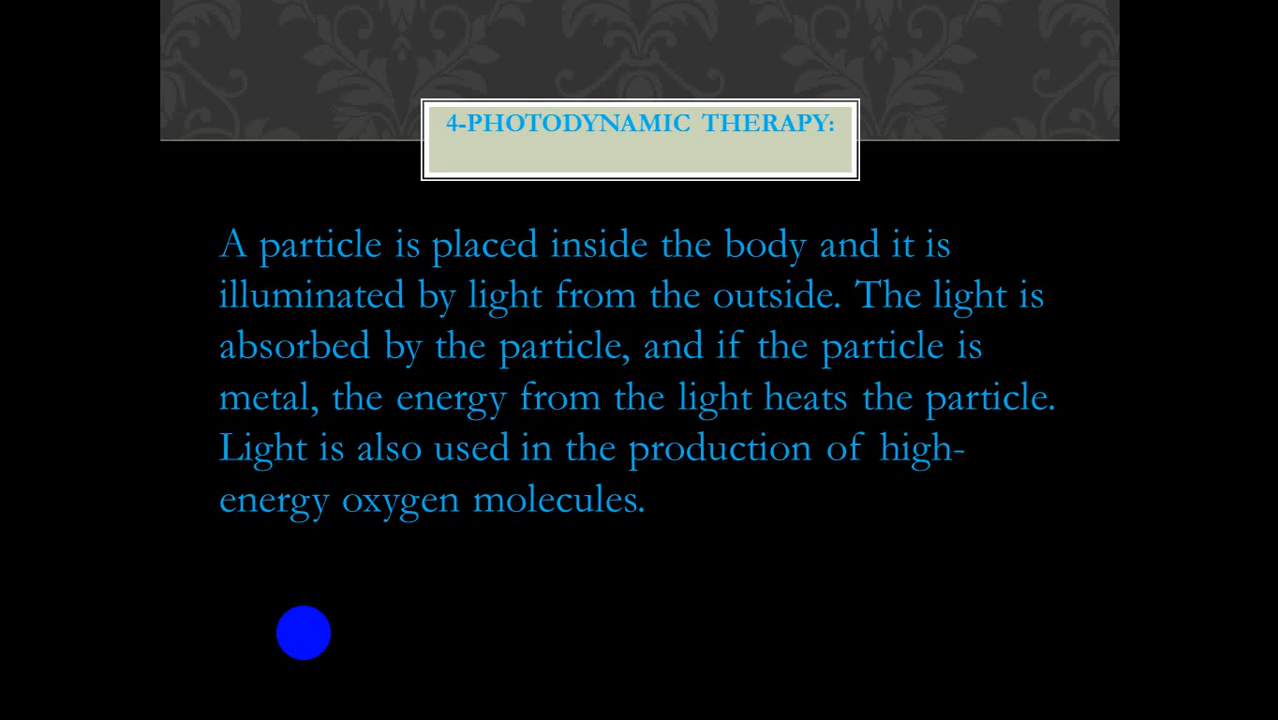 4-PHOTODYNAMIC THERAPY:
A particle is placed inside the body and it is
illuminated by light from the outside. The light is
absorbed by the particle, and if the particle is
metal, the energy from the light heats the particle.
Light is also used in the production of high-
energy oxygen molecules.